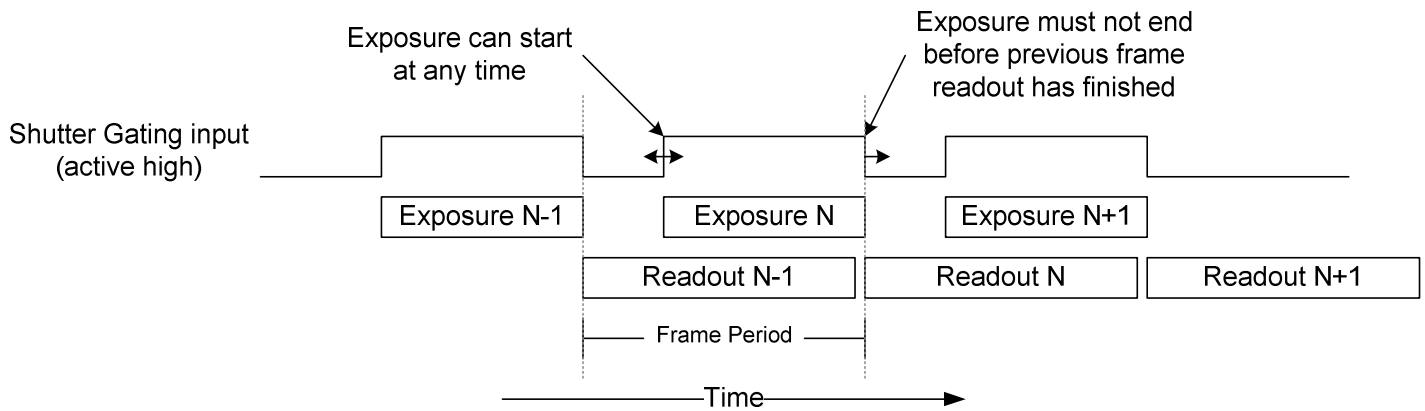 Exposure can start
at any time
Exposure must not end
before previous frame
readout has finished
Shutter Gating input
(active high)
Exposure N-1
Exposure N
Exposure N+1
Readout N-1
Readout N
Readout N+1
Frame Period
Time